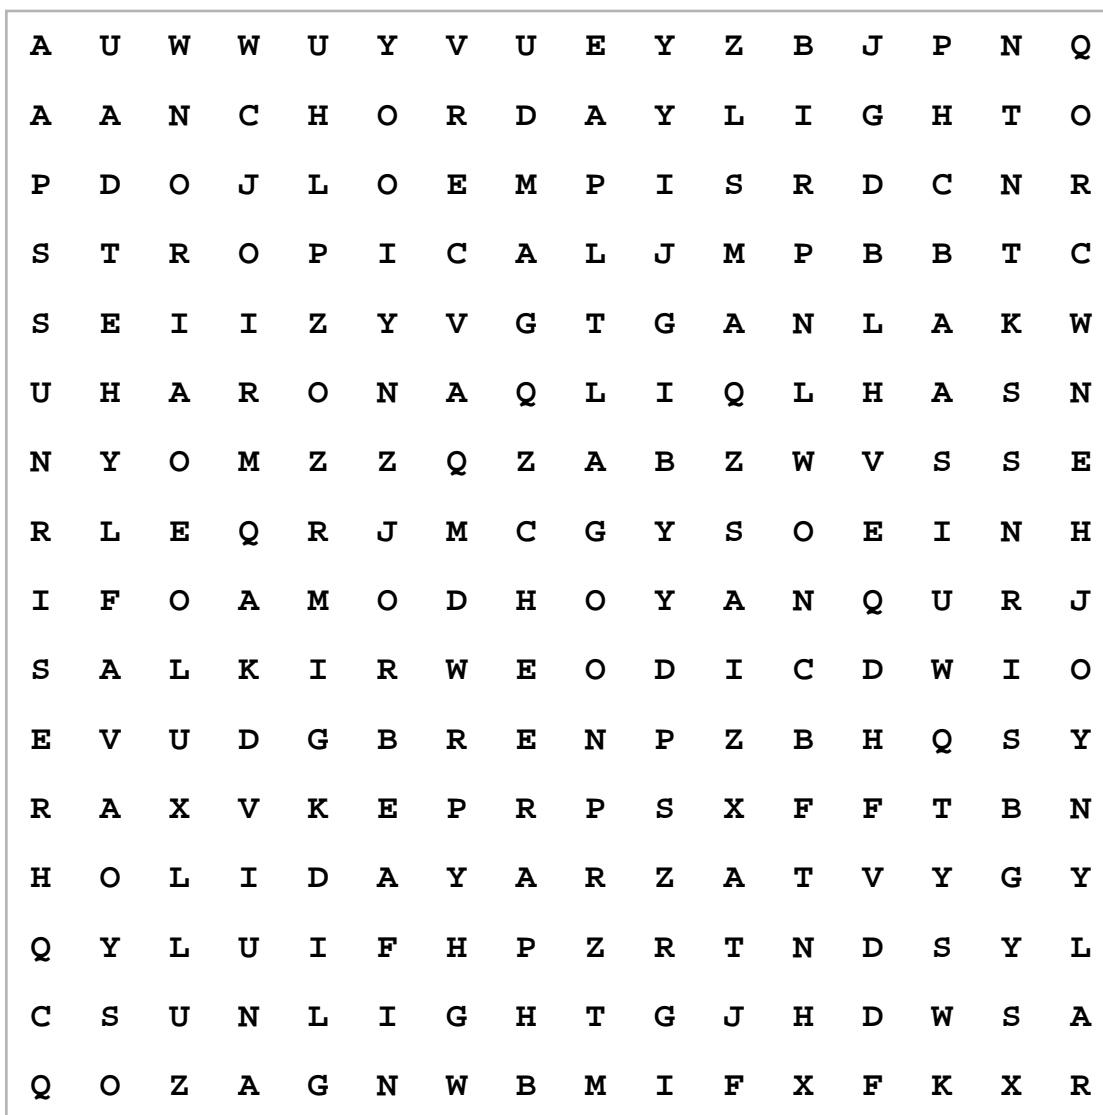 A U W W U Y V U E Y Z B J P N Q
A A N C H O R D A Y L I G H T O
P D O J L O E M P I S R D C N R
S T R O P I C A L J M P B B T C
S E I I Z Y V G T G A N L A K W
U H A R O N A Q L I Q L H A S N
N Y O M Z Z Q Z A B Z W V S S E
R L E Q R J M C G Y S O E I N H
I F O A M O D H O Y A N Q U R J
S A L K I R W E O D I C D W I O
E V U D G B R E N P Z B H Q S Y
R A X V K E P R P S X F F T B N
H O L I D A Y A R Z A T V Y G Y
Q Y L U I F H P Z R T N D S Y L
C S U N L I G H T G J H D W S A
Q O Z A G N W B M I F X F K X R